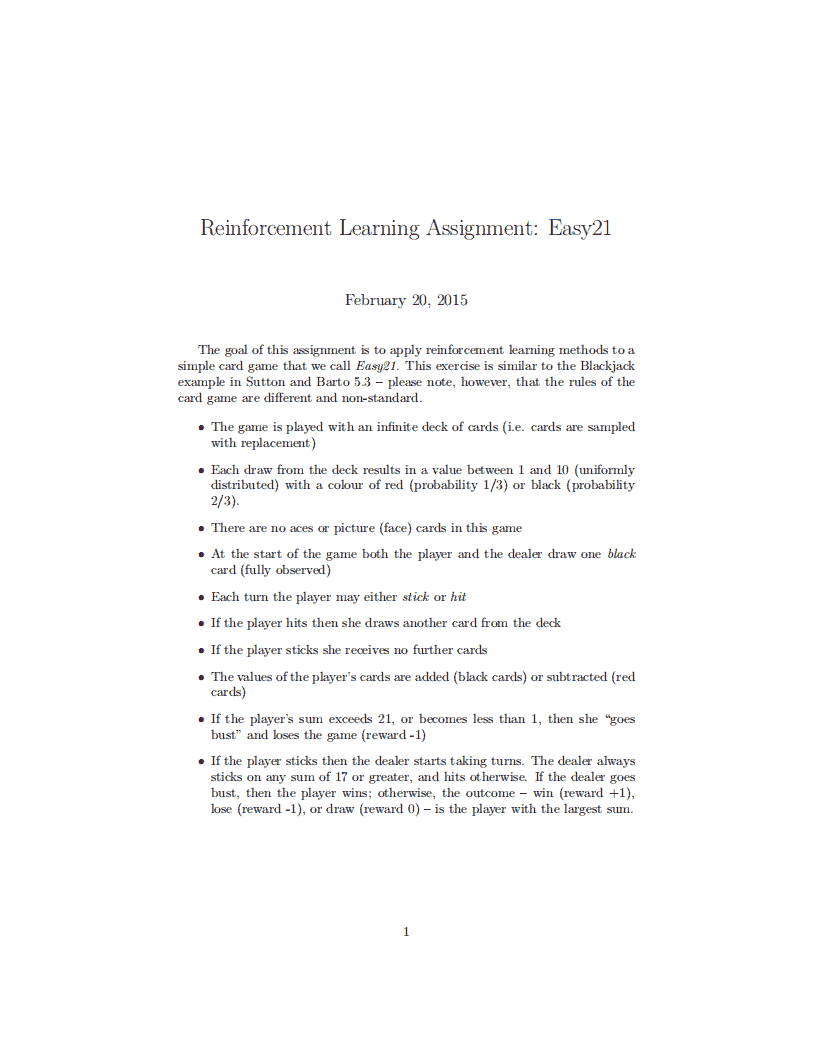 Reinforcement Learning Assignment: Easy21
February 20, 2015
The goal of this assignment is to apply reinforcement learning methods to a
simple card game that we call Easy21. This exercise is similar to the Blackjack
example in Sutton and Barto 5.3 – please note, however, that the rules of the
card game are different and non-standard.
• The game is played with an infinite deck of cards (i.e. cards are sampled
with replacement)
• Each draw from the deck results in a value between 1 and 10 (uniformly
distributed) with a colour of red (probability 1/3) or black (probability
2/3).
• There are no aces or picture (face) cards in this game
• At the start of the game both the player and the dealer draw one black
card (fully observed)
• Each turn the player may either stick or hit
• If the player hits then she draws another card from the deck
• If the player sticks she receives no further cards
• The values of the player's cards are added (black cards) or subtracted (red
cards)
• If the player's sum exceeds 21, or becomes less than 1, then she “goes
bust” and loses the game (reward -1)
• If the player sticks then the dealer starts taking turns. The dealer always
sticks on any sum of 17 or greater, and hits otherwise. If the dealer goes
bust, then the player wins; otherwise, the outcome – win (reward +1),
lose (reward -1), or draw (reward 0) – is the player with the largest sum.
1